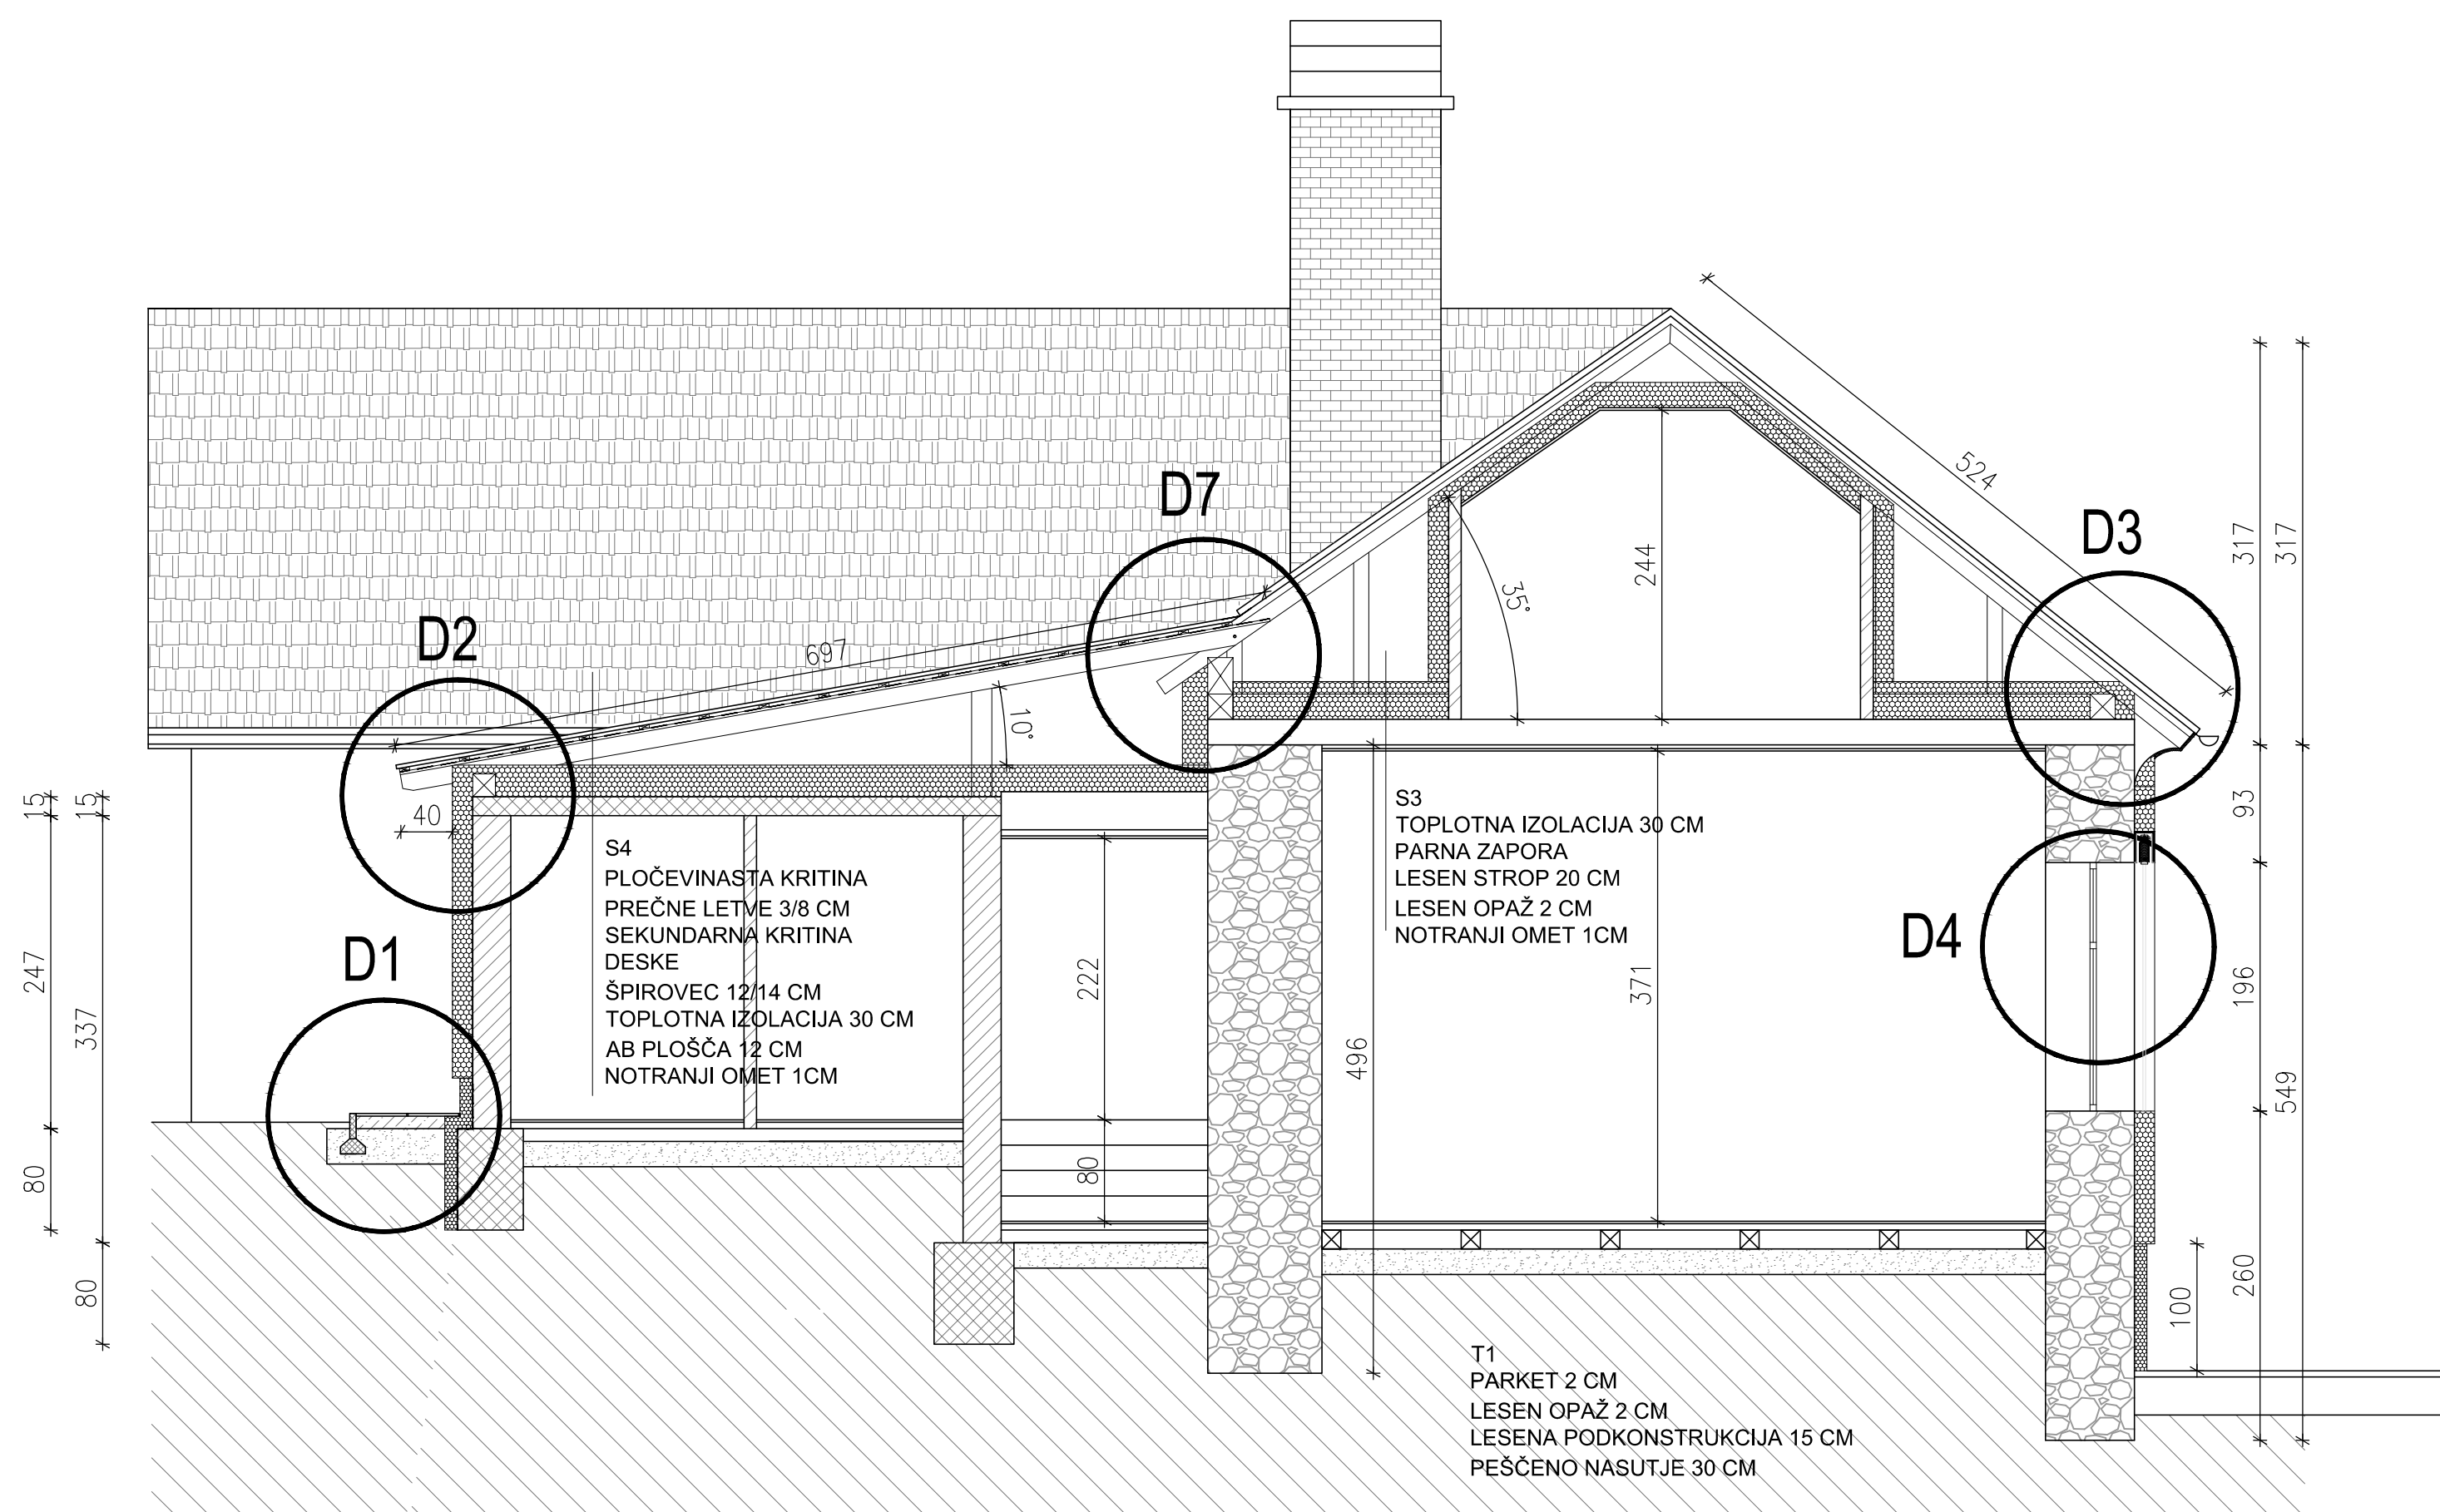 D7
524
D3
317
317
244
35°
D2
697
10°
15
15
40
93
S4
PLOČEVINASTA KRITINA
PREČNE LETVE 3/8 CM
SEKUNDARNA KRITINA
DESKE
ŠPIROVEC 12/14 CM
TOPLOTNA IZOLACIJA 30 CM
AB PLOŠČA 12 CM
NOTRANJI OMET 1CM
S3
TOPLOTNA IZOLACIJA 30 CM
PARNA ZAPORA
LESEN STROP 20 CM
LESEN OPAŽ 2 CM
NOTRANJI OMET 1CM
D4
D1
247
337
222
371
496
196
549
80
80
80
260
100
T1
PARKET 2 CM
LESEN OPAŽ 2 CM
LESENA PODKONSTRUKCIJA 15 CM
PEŠČENO NASUTJE 30 CM